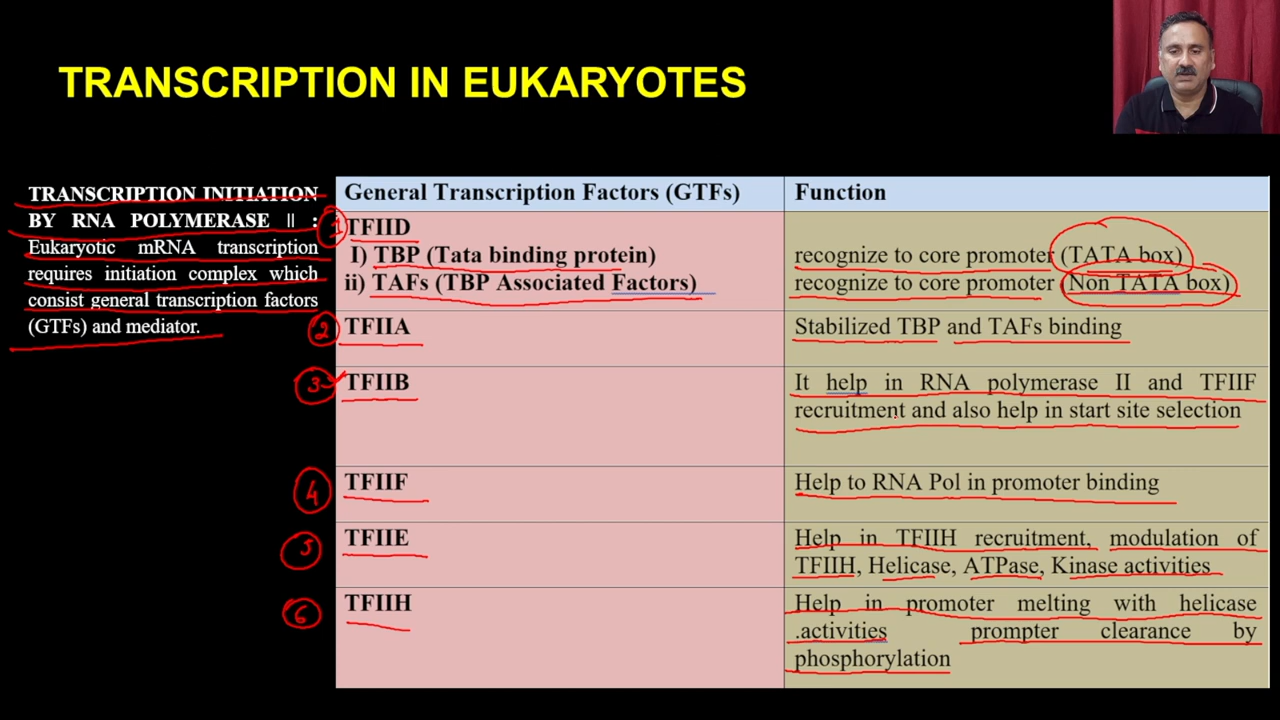 TRANSCRIPTION IN EUKARYOTES
TRANSCRIPTION INITIATION
BY RNA POLYMERASE II :
Eukaryotic mRNA transcription
requires initiation complex which
consist general transcription factors
(GTFs) and mediator.
General Transcription Factors (GTFs)
Function
1
TFIID
I) TBP (Tata binding protein)
recognize to core promoter (TATA box)
ii) TAFs (TBP Associated Factors)
recognize to core promoter (Non TATA box)
2
TFIIA
Stabilized TBP and TAFs binding
3
TFIIB
It help in RNA polymerase II and TFIIF
recruitment and also help in start site selection
4
TFIIF
Help to RNA Pol in promoter binding
5
TFIIE
Help in TFIIH recruitment, modulation of
TFIIH, Helicase, ATPase, Kinase activities
6
TFIIH
Help in promoter melting with helicase
.activities prompter clearance by
phosphorylation